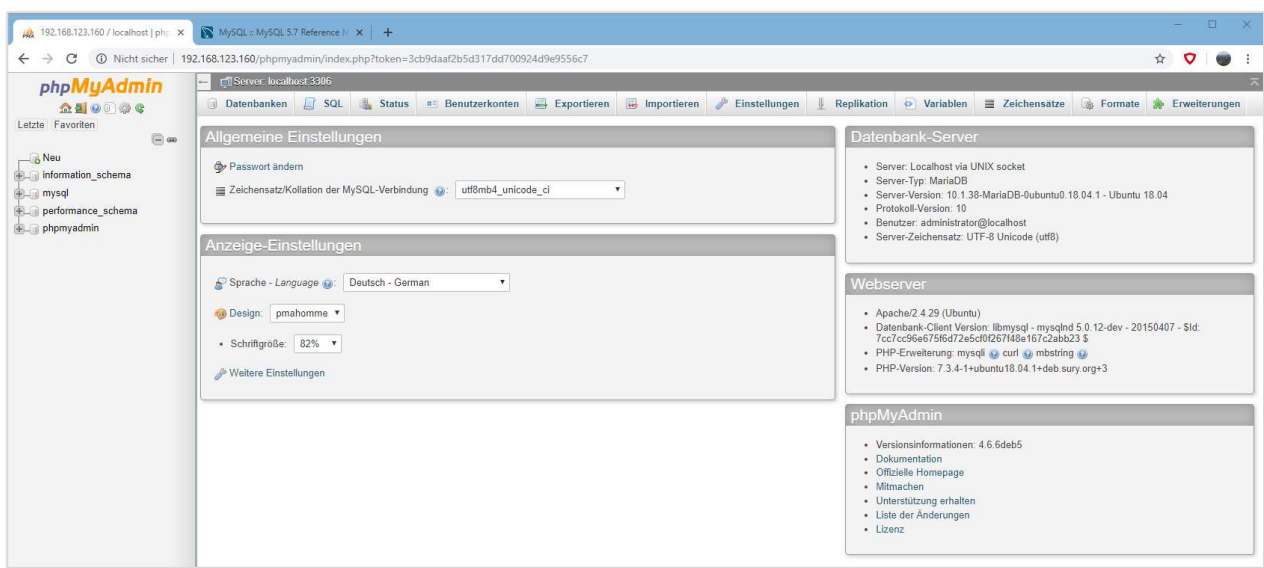 192.168.123.160 / localhost | php
MySQL :: MySQL 5.7 Reference
Nicht sicher | 192.168.123.160/phpmyadmin/index.php?token=3cb9daaf2b5d317dd700924d9e9556c7
phpMyAdmin
Letzte Favoriten
Neu
information_schema
mysql
performance_schema
phpmyadmin
Server: localhost:3306
Datenbanken SQL Status Benutzerkonten Exportieren Importieren Einstellungen Replikation Variablen Zeichensätze Formate Erweiterungen
Allgemeine Einstellungen
Passwort ändern
Zeichensatz/Kollation der MySQL-Verbindung : utf8mb4_unicode_ci
Anzeige-Einstellungen
Sprache - Language : Deutsch - German
Design: pmahomme
• Schriftgröße: 82%
Weitere Einstellungen
Datenbank-Server
• Server: Localhost via UNIX socket
• Server-Typ: MariaDB
• Server-Version: 10.1.38-MariaDB-0ubuntu0.18.04.1 - Ubuntu 18.04
• Protokoll-Version: 10
• Benutzer: administrator@localhost
• Server-Zeichensatz: UTF-8 Unicode (utf8)
Webserver
• Apache/2.4.29 (Ubuntu)
• Datenbank-Client Version: libmysql - mysqlnd 5.0.12-dev - 20150407 - $Id:
7cc7cc96e675f6d72e5cf0f267f48e167c2abb23 $
• PHP-Erweiterung: mysqli curl mbstring
• PHP-Version: 7.3.4-1+ubuntu18.04.1+deb.sury.org+3
phpMyAdmin
• Versionsinformationen: 4.6.6deb5
• Dokumentation
• Offizielle Homepage
• Mitmachen
• Unterstützung erhalten
• Liste der Änderungen
• Lizenz